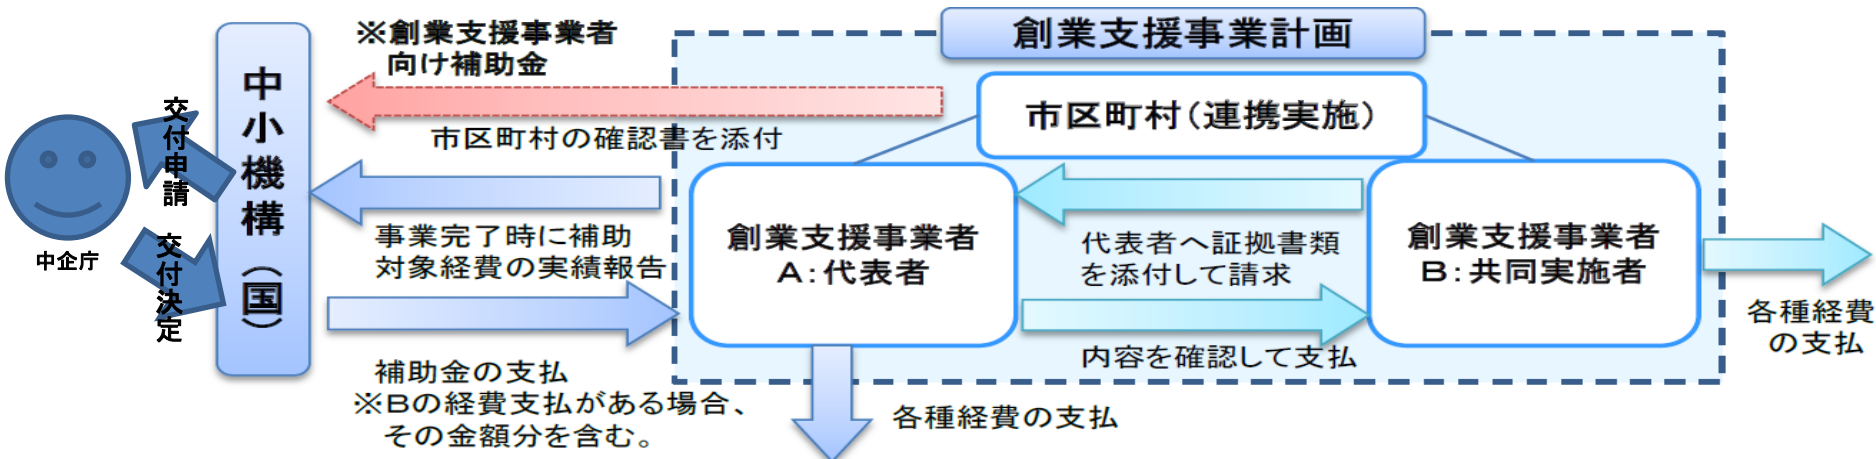 創業支援事業計画
※創業支援事業者
向け補助金
市区町村(連携実施)
市区町村の確認書を添付
交付申請
中小機構(国)
中企庁
交付決定
事業完了時に補助
対象経費の実績報告
創業支援事業者
A:代表者
代表者へ証拠書類
を添付して請求
創業支援事業者
B:共同実施者
内容を確認して支払
各種経費
の支払
補助金の支払
※Bの経費支払がある場合、
その金額分を含む。
各種経費の支払